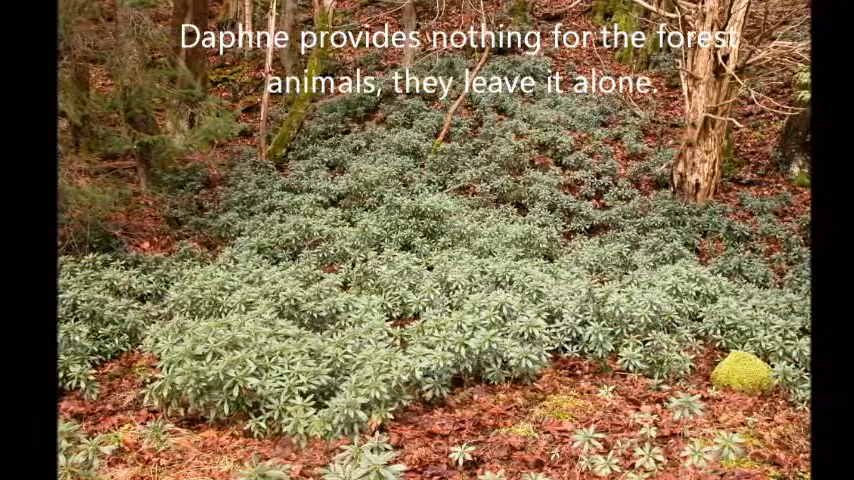 Daphne provides nothing for the forest
animals, they leave it alone.